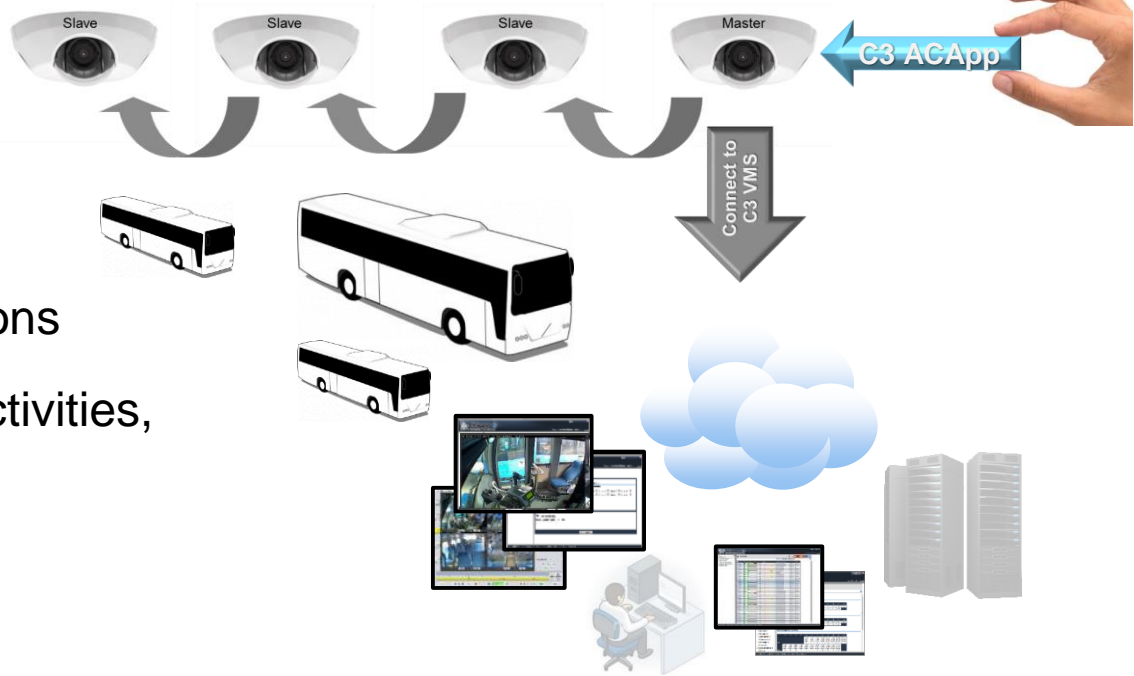 Slave
Slave
Slave
Master
C3 ACApp
Connect to
C3 VMS
ons
ctivities,